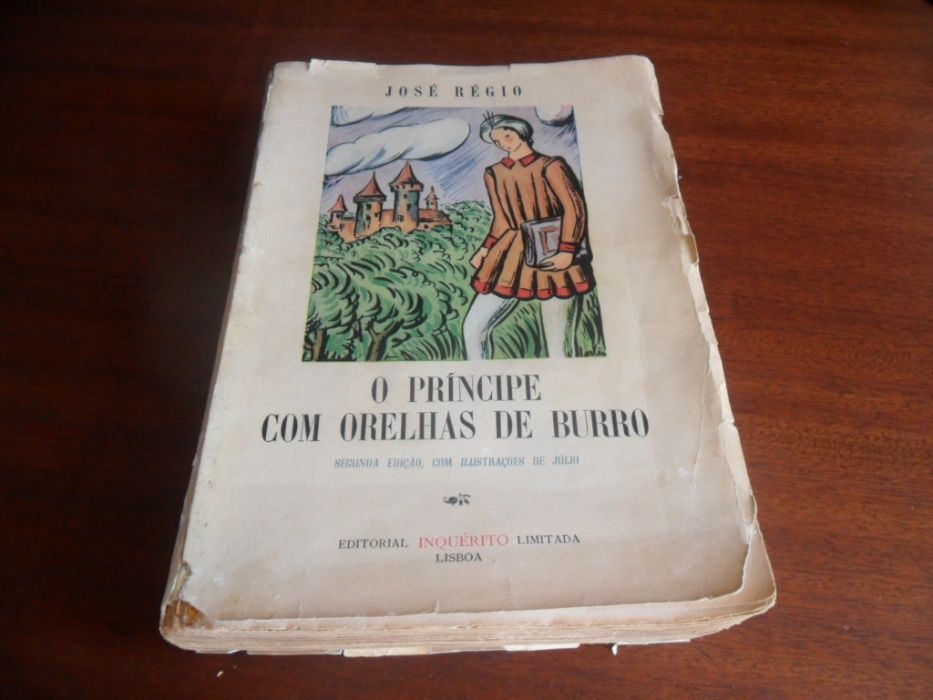 JOSÉ RÉGIO
O PRÍNCIPE
COM ORELHAS DE BURRO
SEGUNDA EDIÇÃO, COM ILUSTRAÇÕES DE JÚLIO
EDITORIAL INQUÉRITO LIMITADA
LISBOA